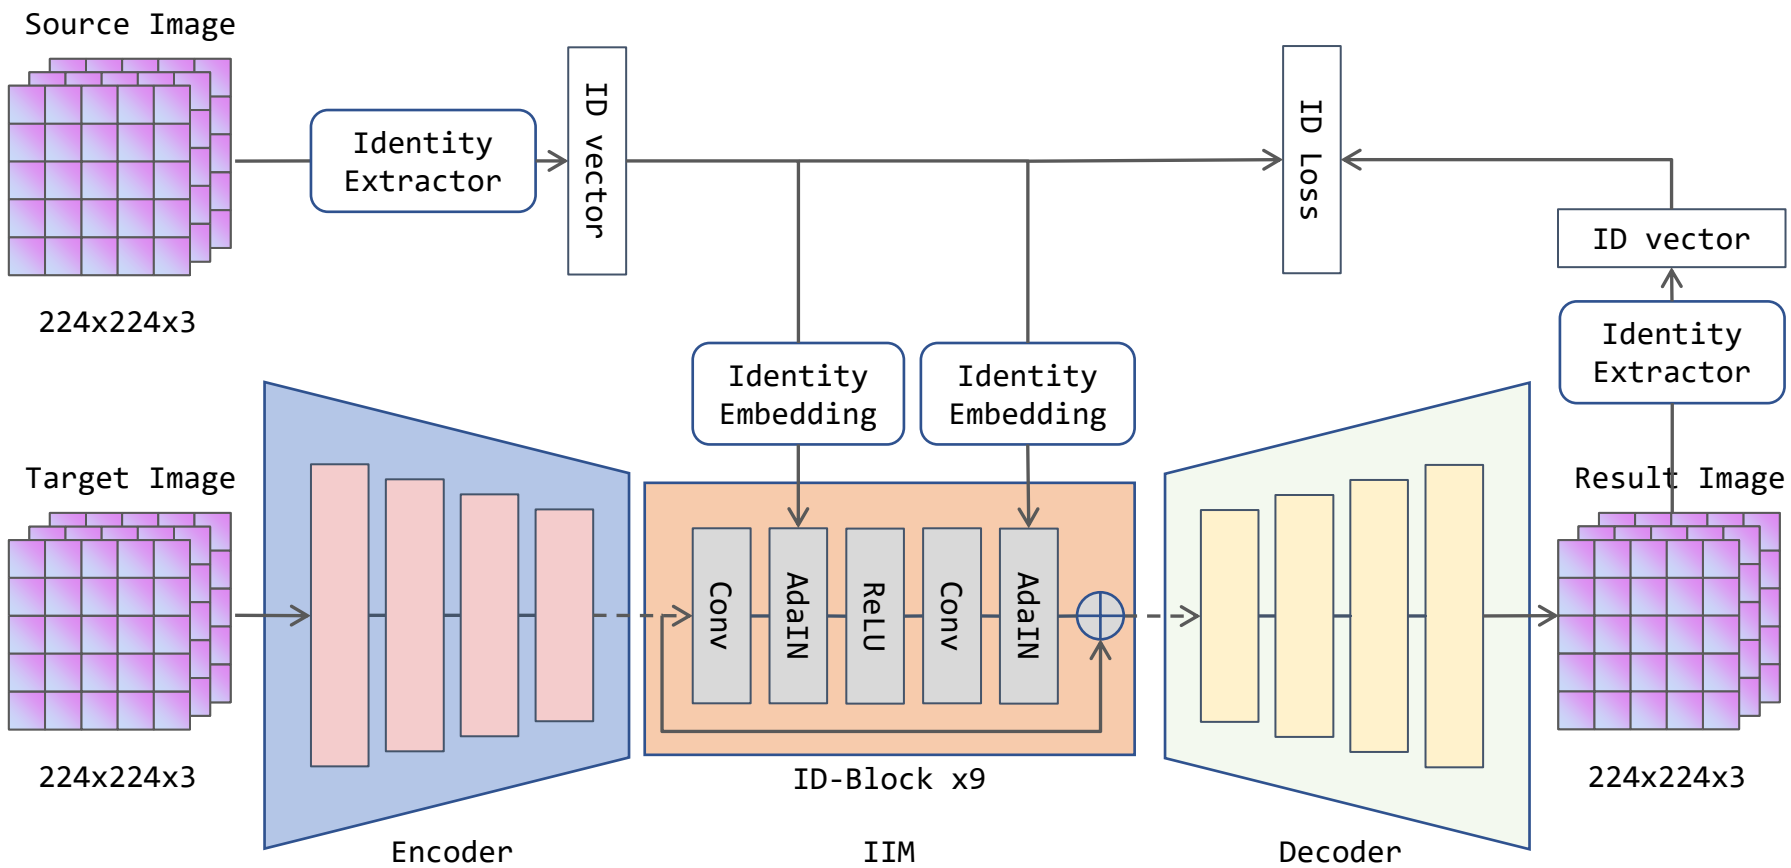 Source Image
224x224x3
Identity
Extractor
ID vector
ID Loss
ID vector
Identity
Extractor
Identity
Embedding
Identity
Embedding
Target Image
224x224x3
Conv
AdaIN
ReLU
Conv
AdaIN
ID-Block x9
Result Image
224x224x3
Encoder
IIM
Decoder